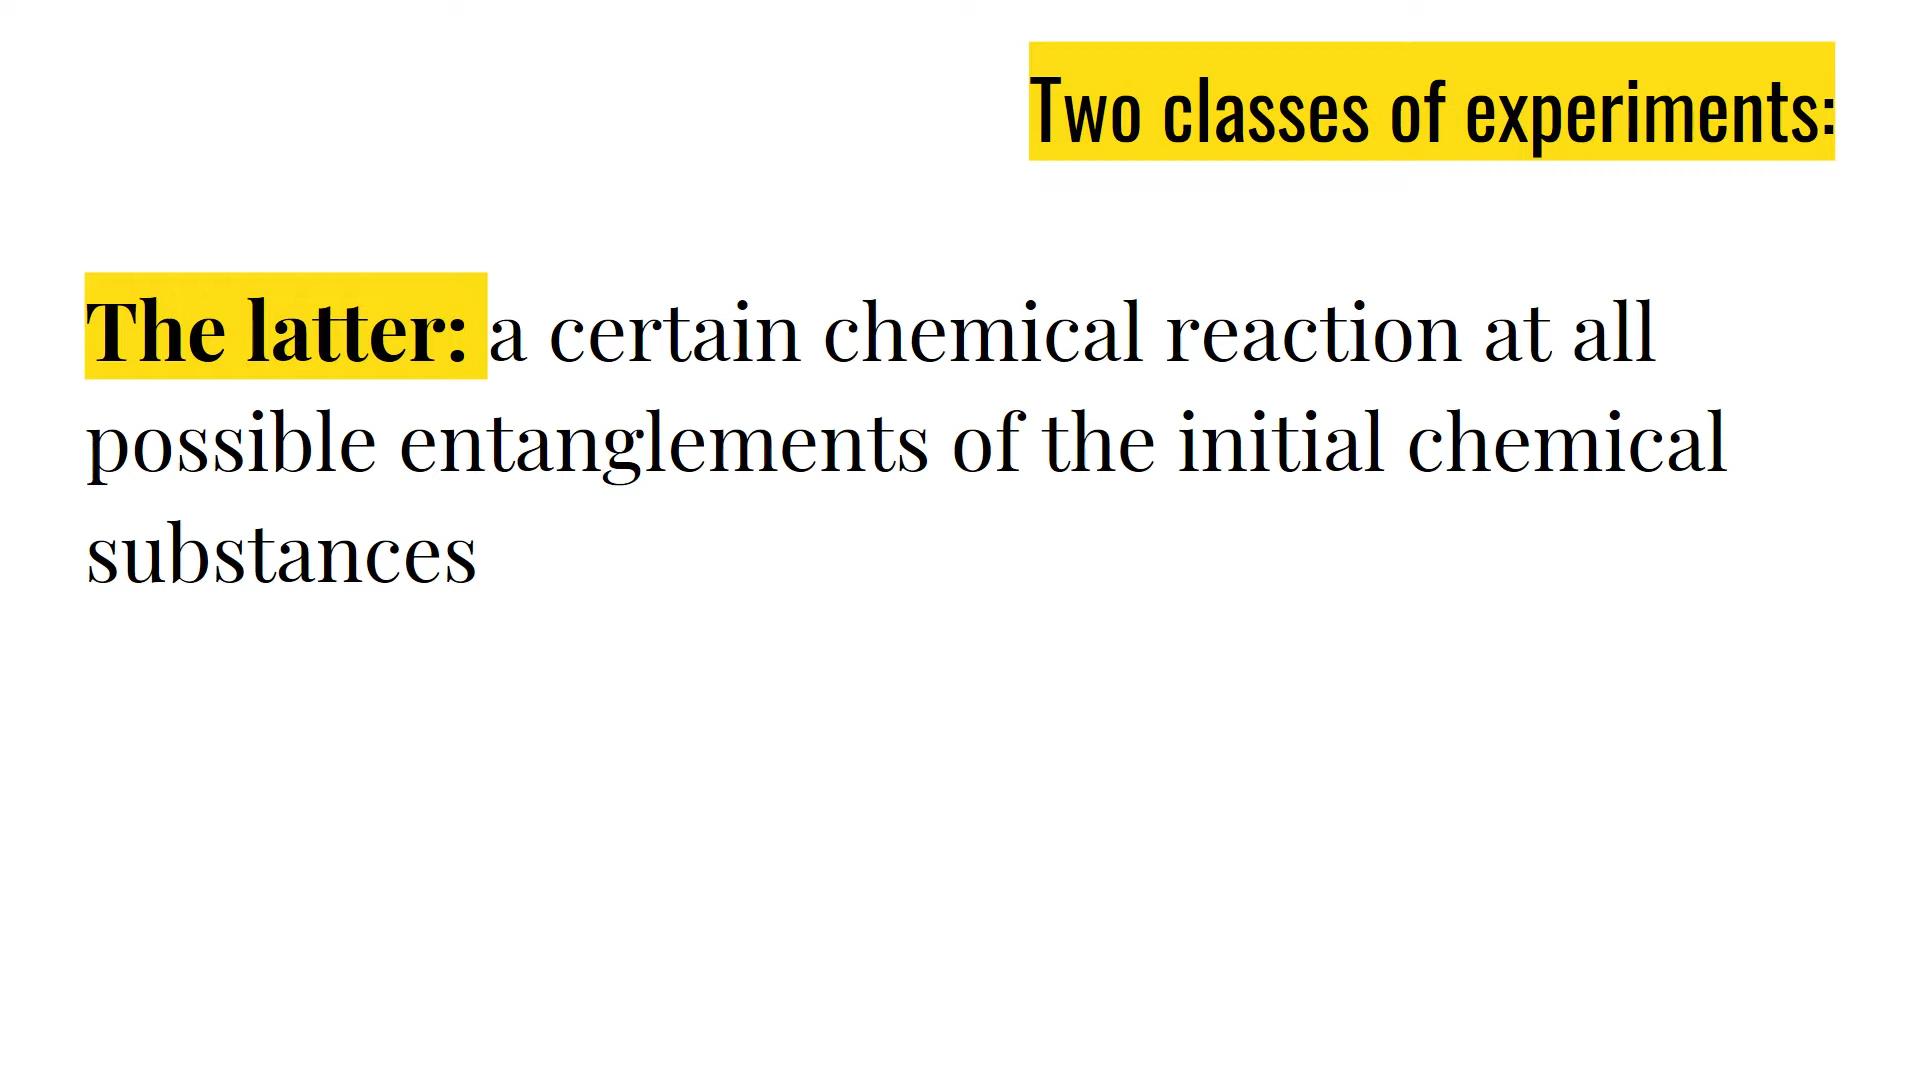 Two classes of experiments:
The latter: a certain chemical reaction at all
possible entanglements of the initial chemical
substances